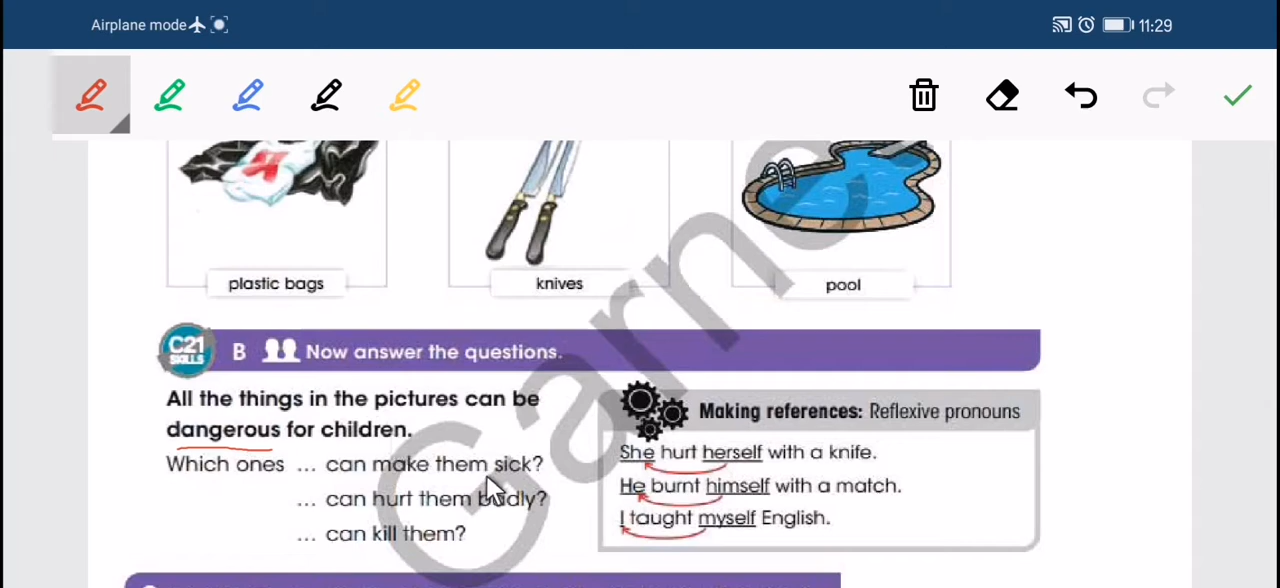 Airplane mode 11:29
plastic bags knives pool
C21 SKILLS B Now answer the questions.
All the things in the pictures can be
dangerous for children.
Which ones ... can make them sick?
... can hurt them badly?
... can kill them?
Making references: Reflexive pronouns
She hurt herself with a knife.
He burnt himself with a match.
I taught myself English.